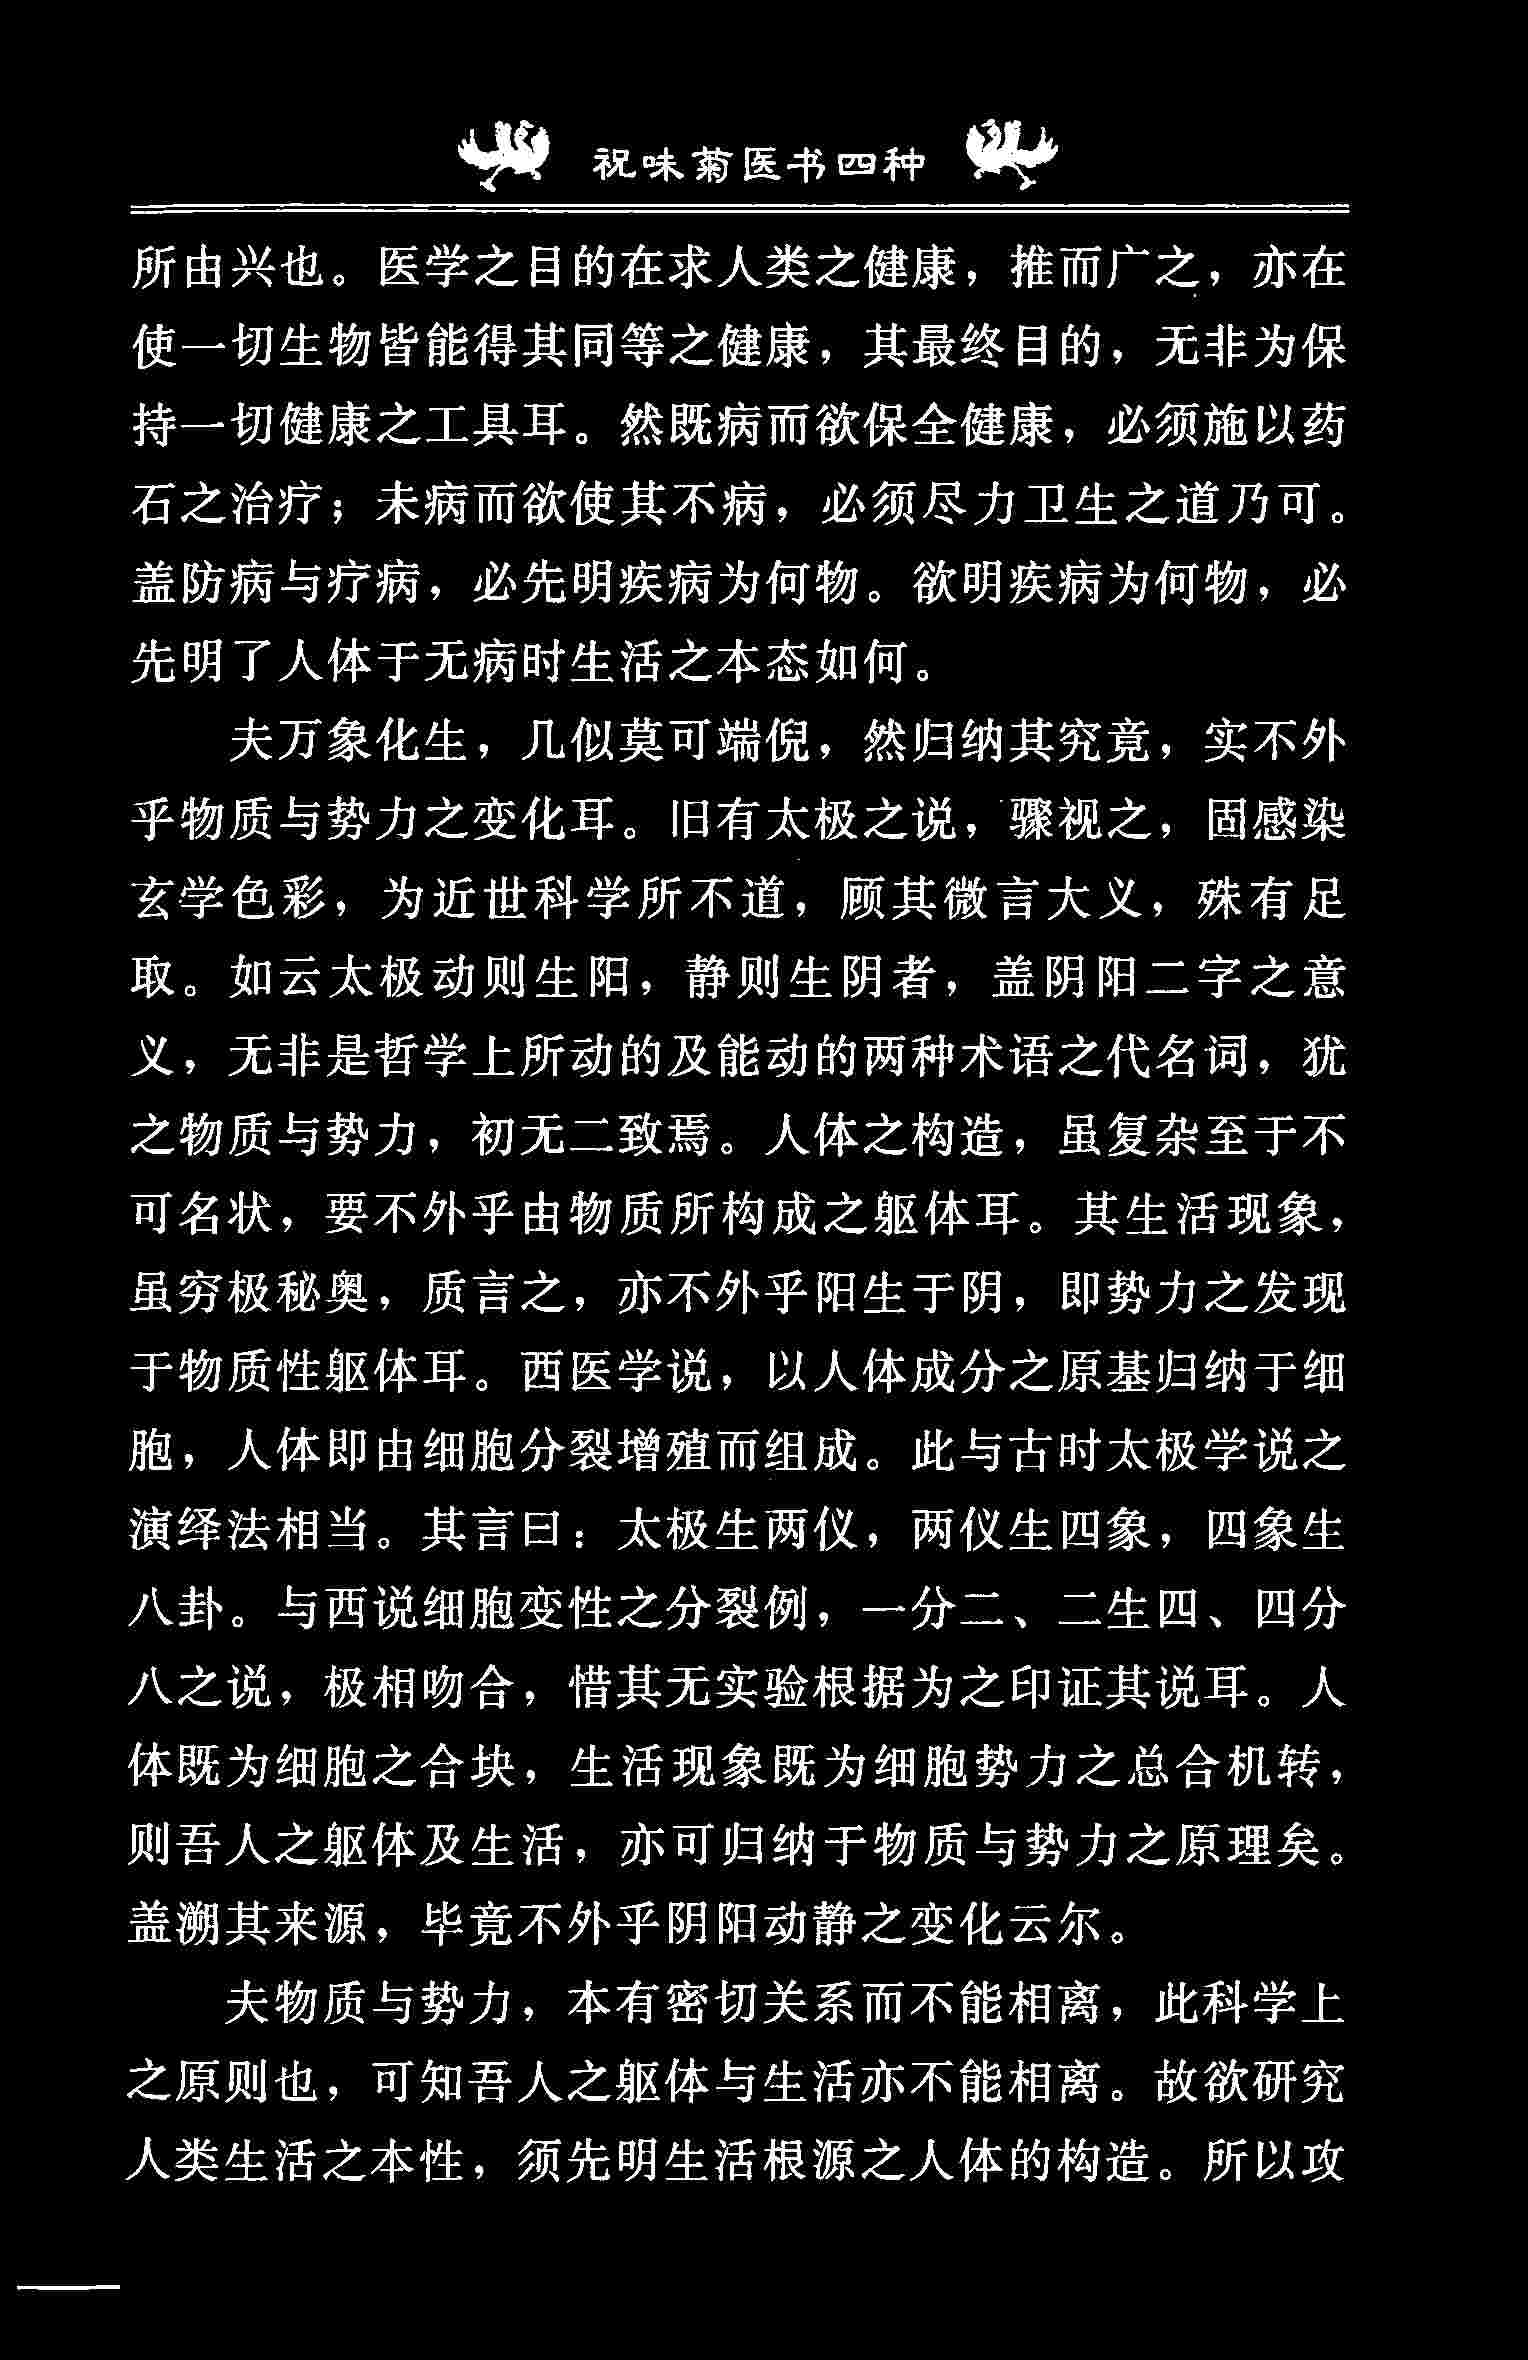 祝味菊医书四种
所由兴也。医学之目的在求人类之健康，推而广之，亦在
使一切生物皆能得其同等之健康，其最终目的，无非为保
持一切健康之工具耳。然既病而欲保全健康，必须施以药
石之治疗；未病而欲使其不病，必须尽力卫生之道乃可。
盖防病与疗病，必先明疾病为何物。欲明疾病为何物，必
先明了人体于无病时生活之本态如何。
夫万象化生，几似莫可端倪，然归纳其究竟，实不外
乎物质与势力之变化耳。旧有太极之说，骤视之，固感染
玄学色彩，为近世科学所不道，顾其微言大义，殊有足
取。如云太极动则生阳，静则生阴者，盖阴阳二字之意
义，无非是哲学上所动的及能动的两种术语之代名词，犹
之物质与势力，初无二致焉。人体之构造，虽复杂至于不
可名状，要不外乎由物质所构成之躯体耳。其生活现象，
虽穷极秘奥，质言之，亦不外乎阳生于阴，即势力之发现
于物质性躯体耳。西医学说，以人体成分之原基归纳于细
胞，人体即由细胞分裂增殖而组成。此与古时太极学说之
演绎法相当。其言曰：太极生两仪，两仪生四象，四象生
八卦。与西说细胞变性之分裂例，一分二、二生四、四分
八之说，极相吻合，惜其无实验根据为之印证其说耳。人
体既为细胞之合块，生活现象既为细胞势力之总合机转，
则吾人之躯体及生活，亦可归纳于物质与势力之原理矣。
盖溯其来源，毕竟不外乎阴阳动静之变化云尔。
夫物质与势力，本有密切关系而不能相离，此科学上
之原则也，可知吾人之躯体与生活亦不能相离。故欲研究
人类生活之本性，须先明生活根源之人体的构造。所以攻